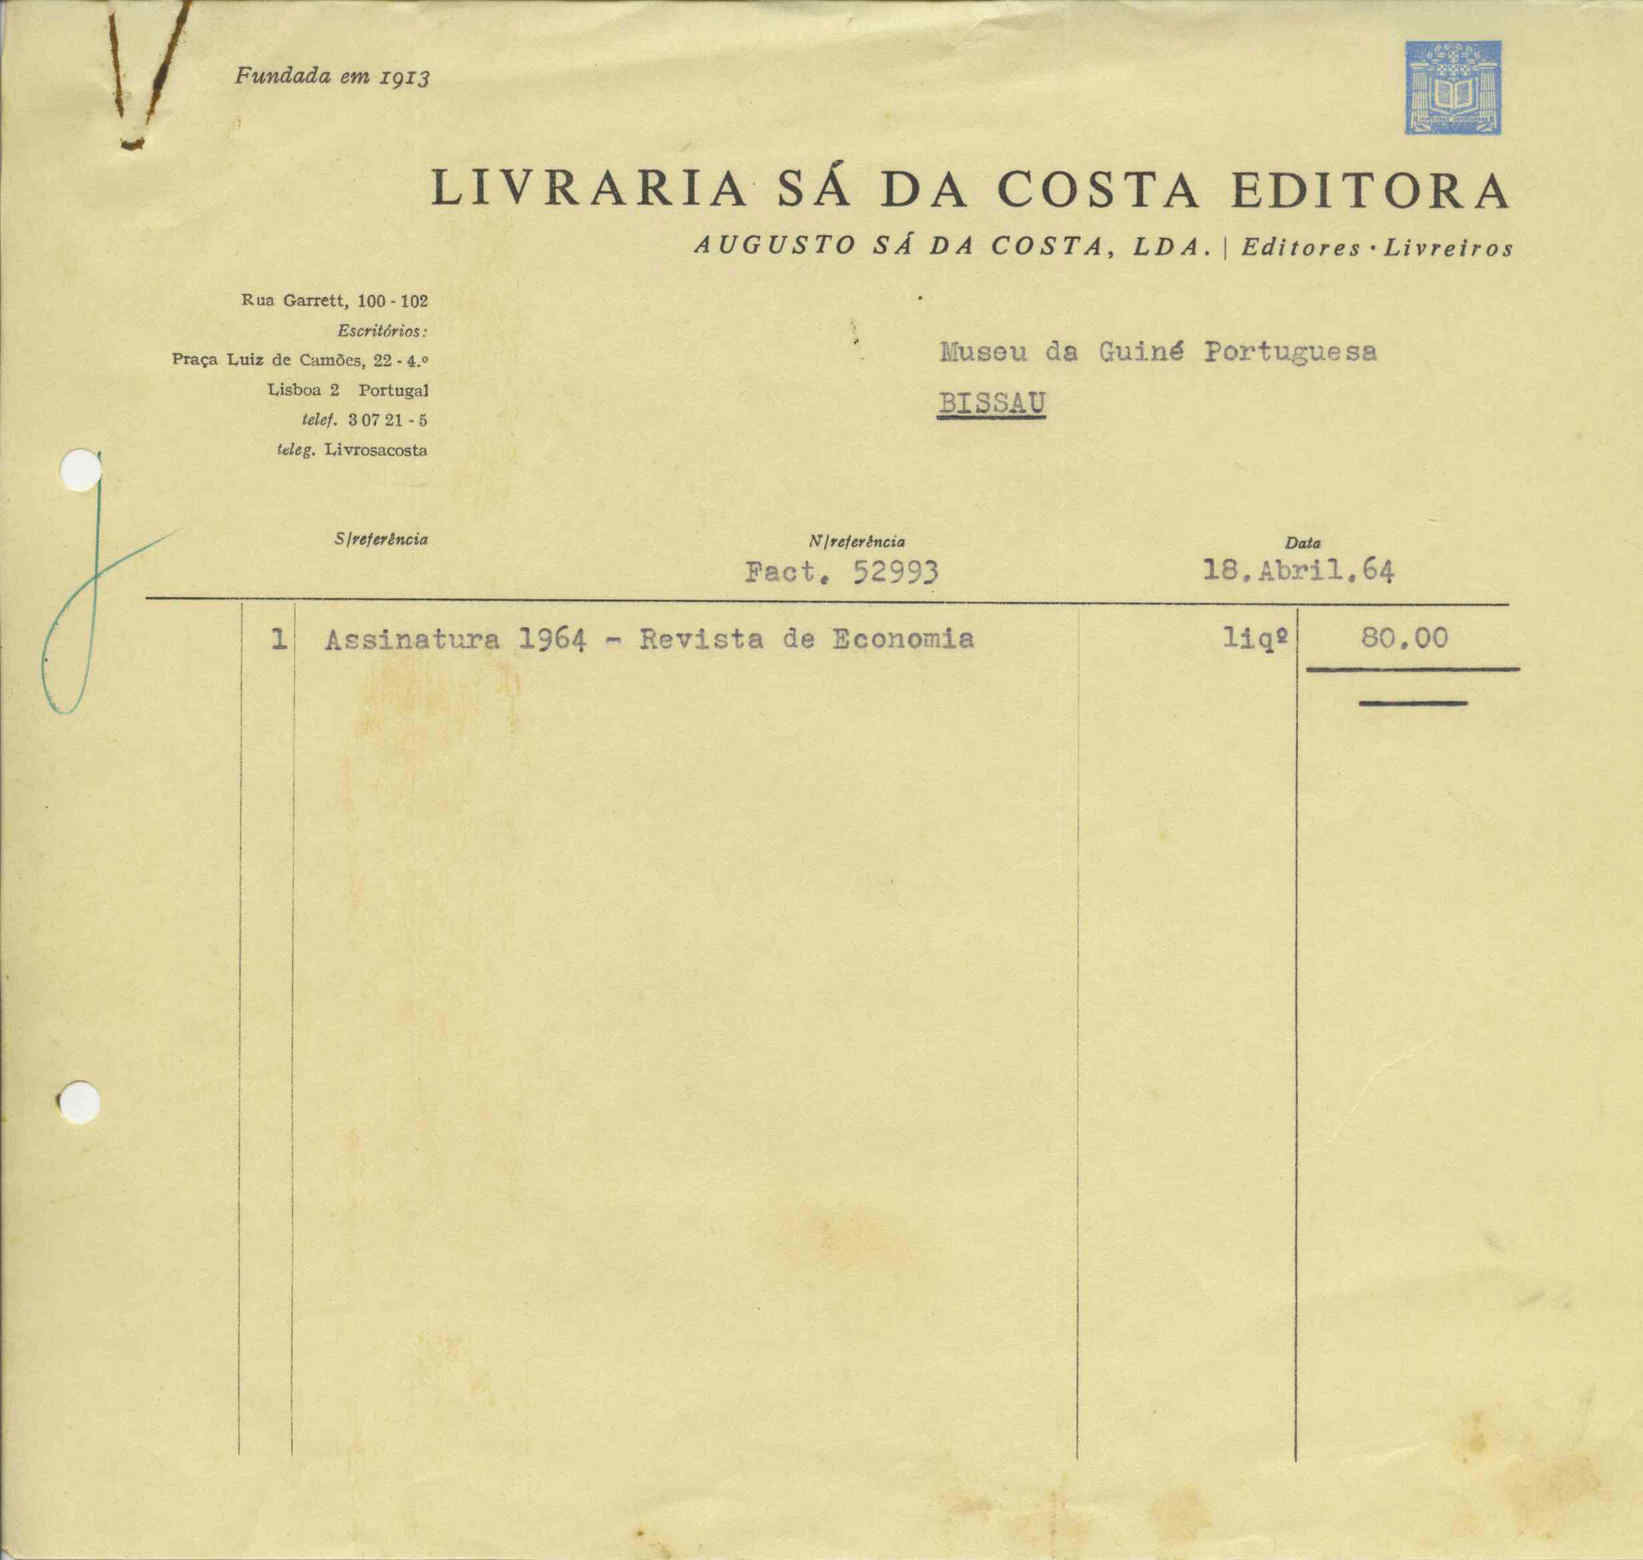 Fundada em 1913
LIVRARIA SÁ DA COSTA EDITORA
AUGUSTO SÁ DA COSTA, LDA. | Editores · Livreiros
Rua Garrett, 100 - 102
Escritórios:
Praça Luiz de Camões, 22 - 4.º
Lisboa 2 Portugal
telef. 3 07 21 - 5
teleg. Livrosacosta
Museu da Guiné Portuguesa
BISSAU
S/referência
N/referência
Data
Fact. 52993
18.Abril.64
1 Assinatura 1964 - Revista de Economia liqº 80.00